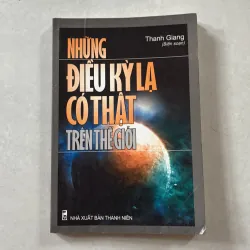 Thanh Giang
(Biên soạn)
NHỮNG
ĐIỀU KỲ LẠ
CÓ THẬT
TRÊN THẾ GIỚI
NHÀ XUẤT BẢN THANH NIÊN